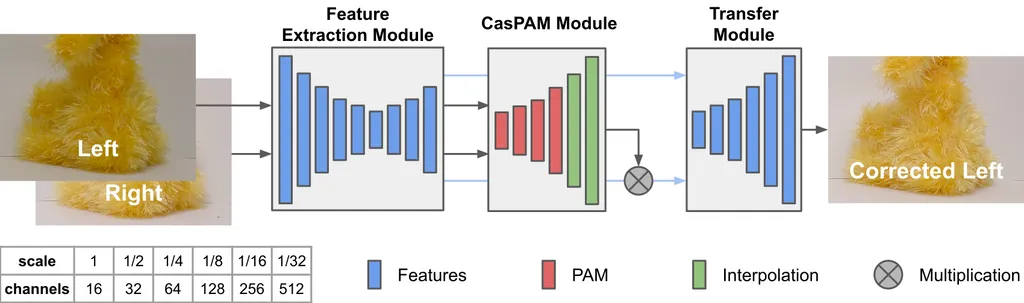 Feature
Extraction Module
CasPAM Module
Transfer
Module
Left
Right
Corrected Left
scale 1 1/2 1/4 1/8 1/16 1/32
channels 16 32 64 128 256 512
Features
PAM
Interpolation
Multiplication